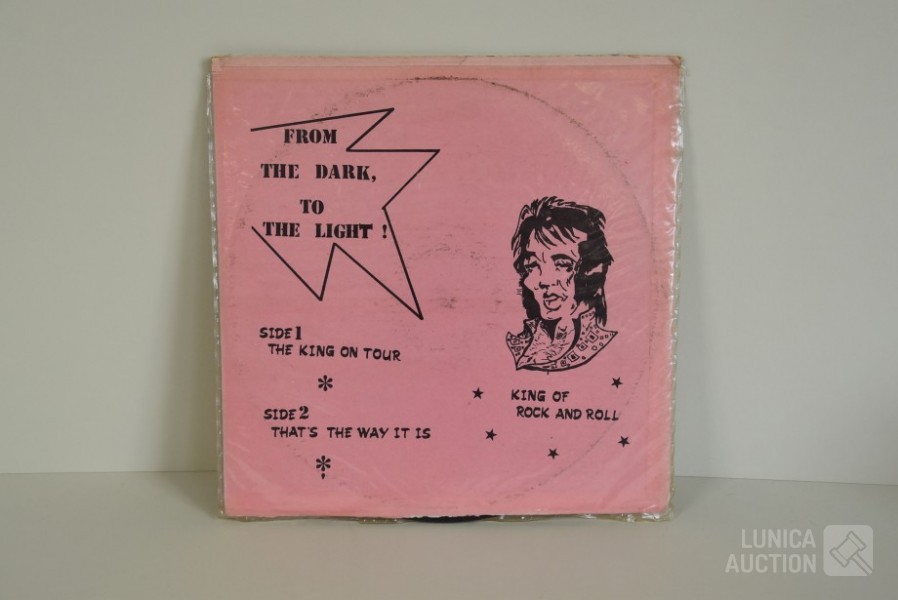 FROM
THE DARK,
TO
THE LIGHT !
SIDE 1
THE KING ON TOUR
SIDE 2
THAT'S THE WAY IT IS
KING OF
ROCK AND ROLL
LUNICA
AUCTION